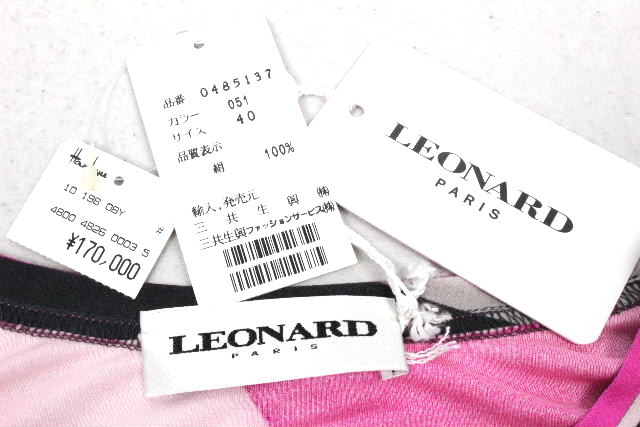 10 198 08Y
#
4800 4926 0003 5
¥170,000
品番 0485137
カラー 051
サイズ 40
品質表示
絹 100%
輸入,発売元
三共生興㈱
三共生興ファッションサービス㈱
LEONARD
PARIS
LEONARD
PARIS